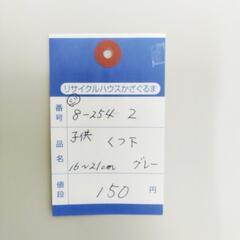 リサイクルハウスかざぐるま
番号 8-254 2
品名 子供 くつ下
16~21cm グレー
値段 150 円